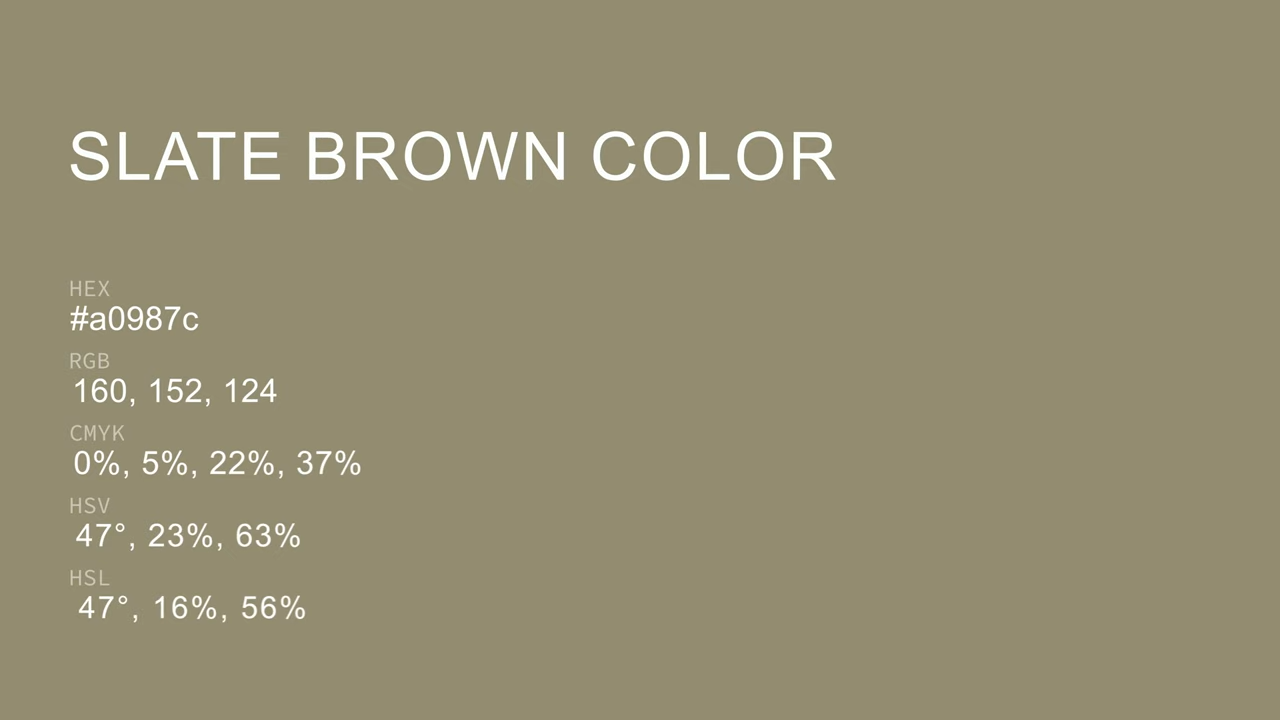 SLATE BROWN COLOR
HEX
#a0987c
RGB
160, 152, 124
CMYK
0%, 5%, 22%, 37%
HSV
47°, 23%, 63%
HSL
47°, 16%, 56%